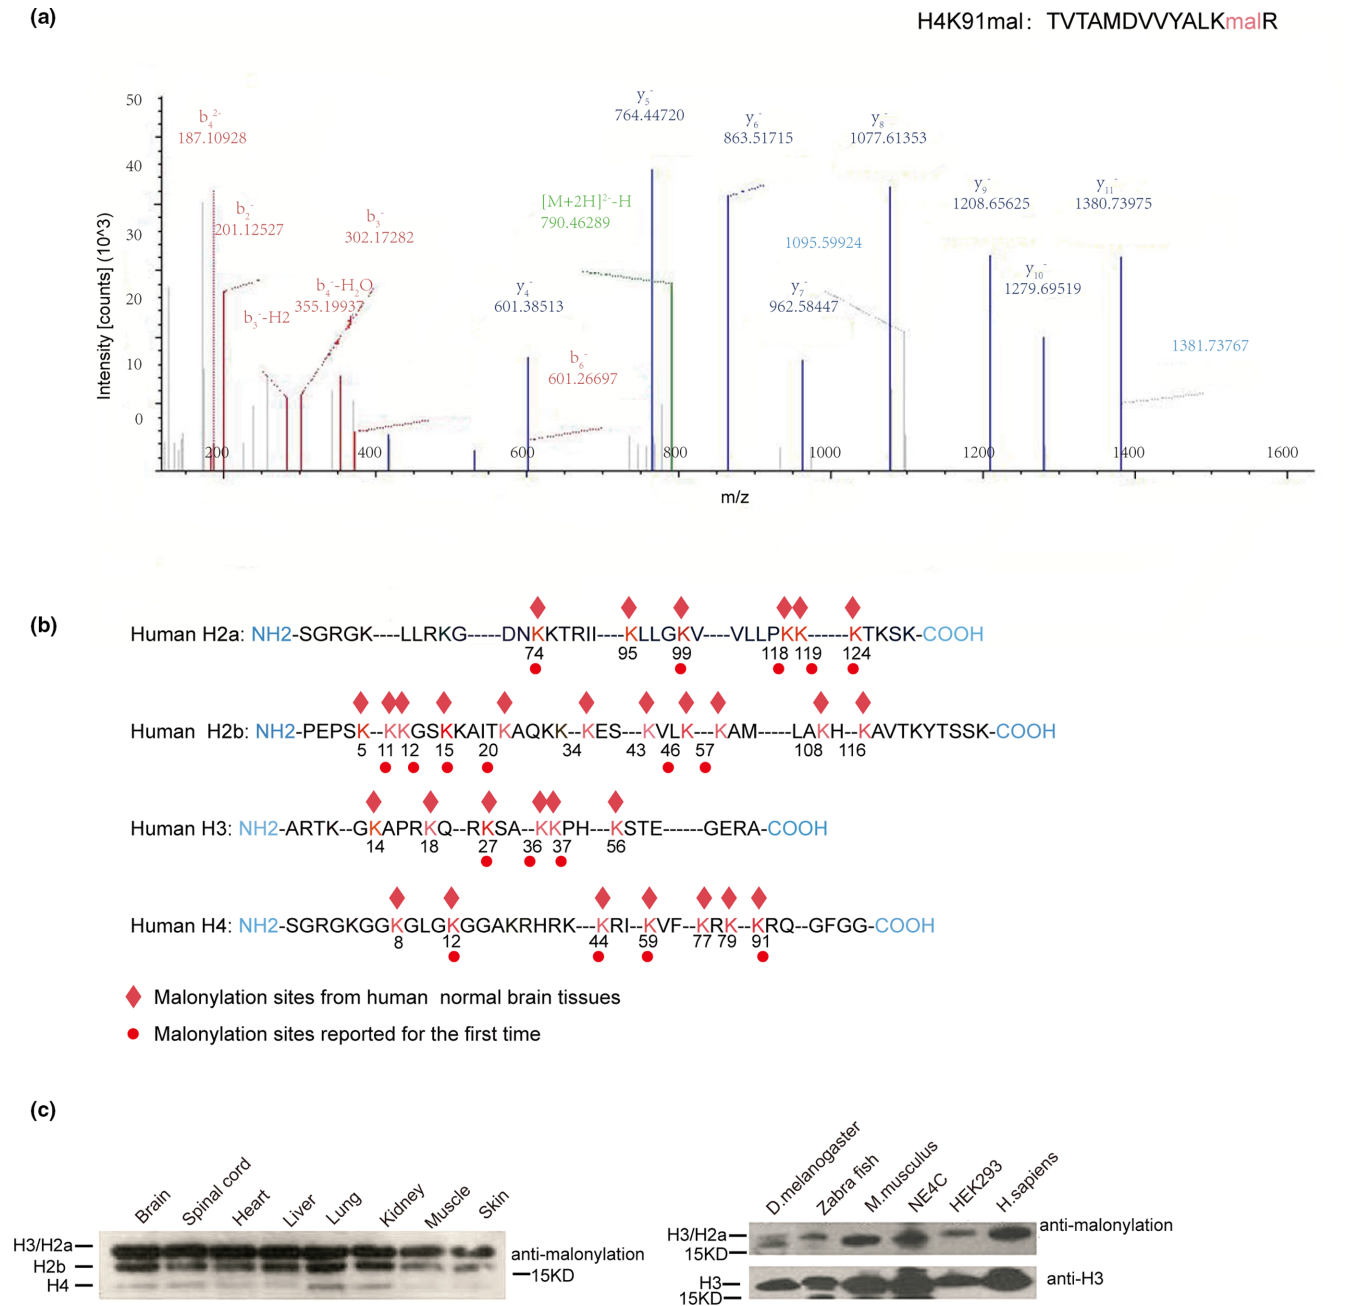 (a)
H4K91mal: TVTAMDVVYALKmalR
Intensity [counts] (10^3)
50
40
30
20
10
0
b₄²⁻
187.10928
b₂⁻
201.12527
b₃⁻
302.17282
b₄⁻-H₂O
355.19937
b₃⁻-H2
[M+2H]²⁻-H
790.46289
y₄⁻
601.38513
b₆⁻
601.26697
y₅⁻
764.44720
y₆⁻
863.51715
1095.59924
y₇⁻
962.58447
y₈⁻
1077.61353
y₉⁻
1208.65625
y₁₀⁻
1279.69519
y₁₁⁻
1380.73975
1381.73767
200 400 600 800 1000 1200 1400 1600
m/z
(b)
Human H2a: NH2-SGRGK----LLRKG-----DNKKTRII----KLLGKV----VLLPKK------KTKSK-COOH
74 95 99 118 119 124
Human H2b: NH2-PEPSK--KKGSKKAITKAQKK--KES---KVLK---KAM-----LAKH--KAVTKYTSSK-COOH
5 11 12 15 20 34 43 46 57 108 116
Human H3: NH2-ARTK--GKAPRKQ--RKSA--KKPH---KSTE------GERA-COOH
14 18 27 36 37 56
Human H4: NH2-SGRGKGGKGLGKGGAKRHRK---KRI--KVF--KRK--KRQ--GFGG-COOH
8 12 44 59 77 79 91
Malonylation sites from human normal brain tissues
Malonylation sites reported for the first time
(c)
Brain Spinal cord Heart Liver Lung Kidney Muscle Skin
H3/H2a
H2b
H4
anti-malonylation
15KD
D.melanogaster Zabra fish M.musculus NE4C HEK293 H.sapiens
H3/H2a
15KD
anti-malonylation
H3
15KD
anti-H3